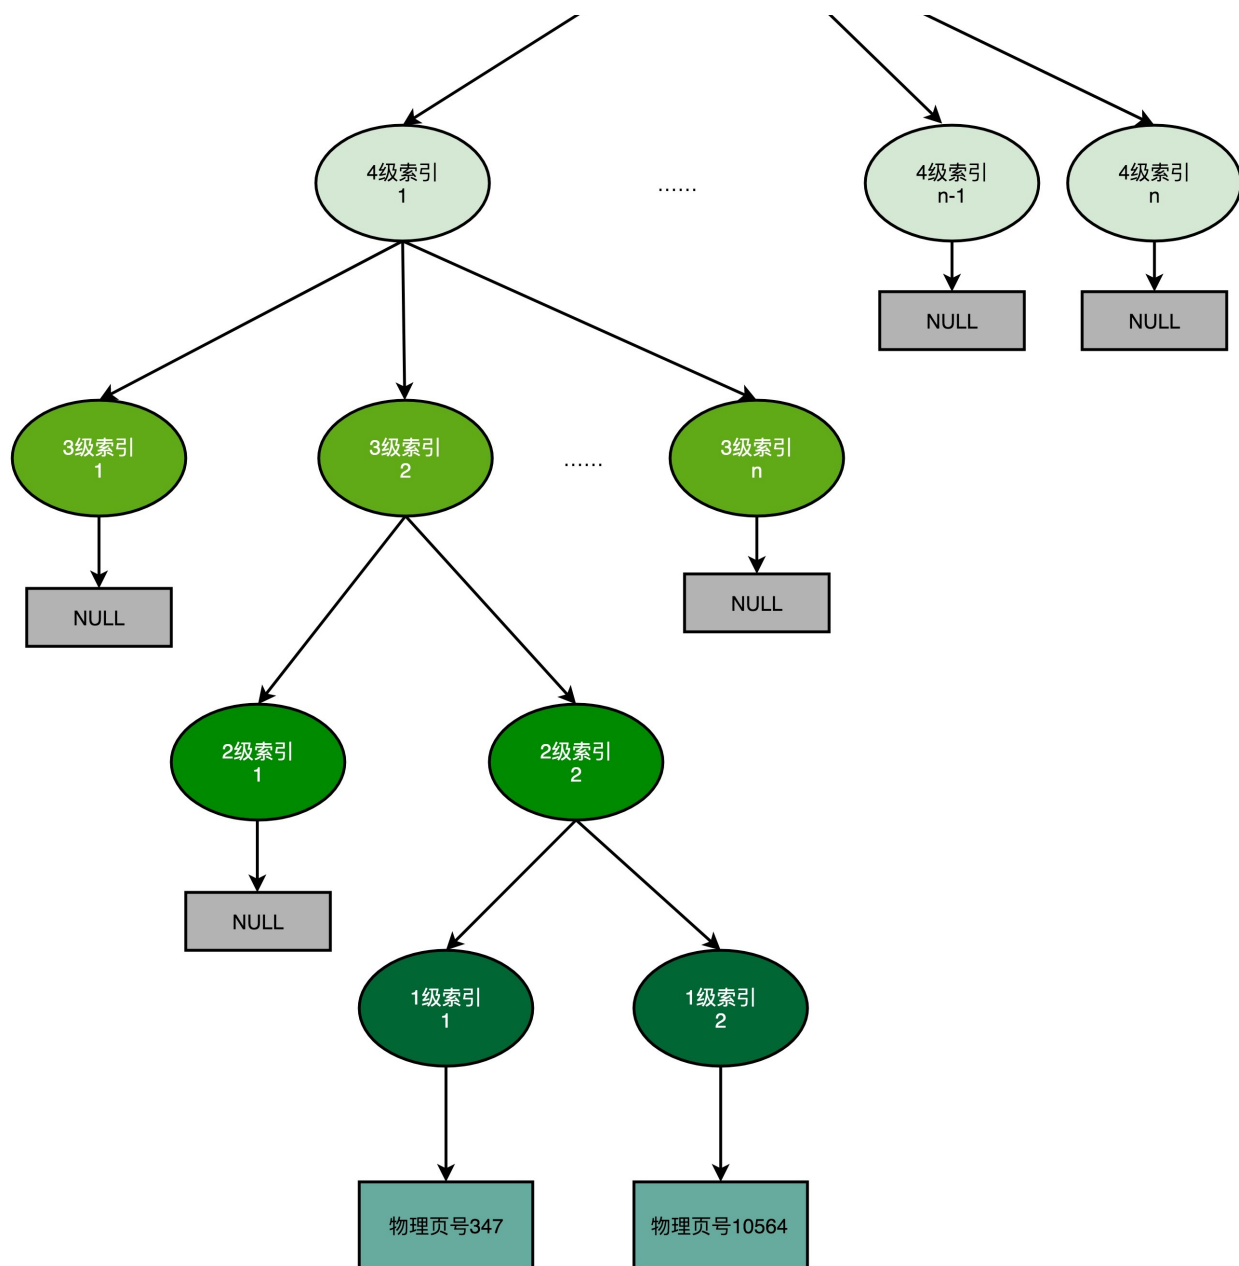 4级索引
1
......
4级索引
n-1
4级索引
n
NULL
NULL
3级索引
1
3级索引
2
......
3级索引
n
NULL
NULL
2级索引
1
2级索引
2
NULL
1级索引
1
1级索引
2
物理页号347
物理页号10564